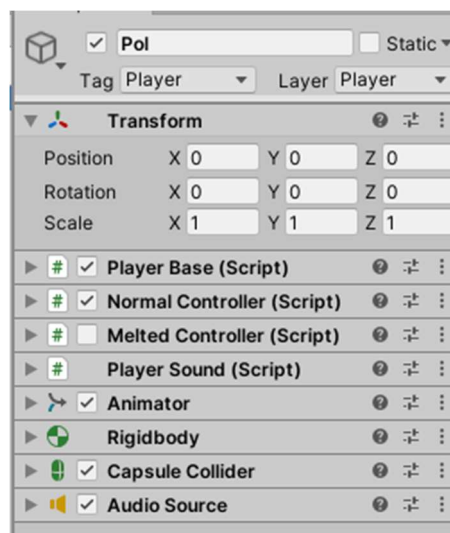 Pol Static
Tag Player Layer Player
Transform
Position X 0 Y 0 Z 0
Rotation X 0 Y 0 Z 0
Scale X 1 Y 1 Z 1
# Player Base (Script)
# Normal Controller (Script)
# Melted Controller (Script)
# Player Sound (Script)
Animator
Rigidbody
Capsule Collider
Audio Source